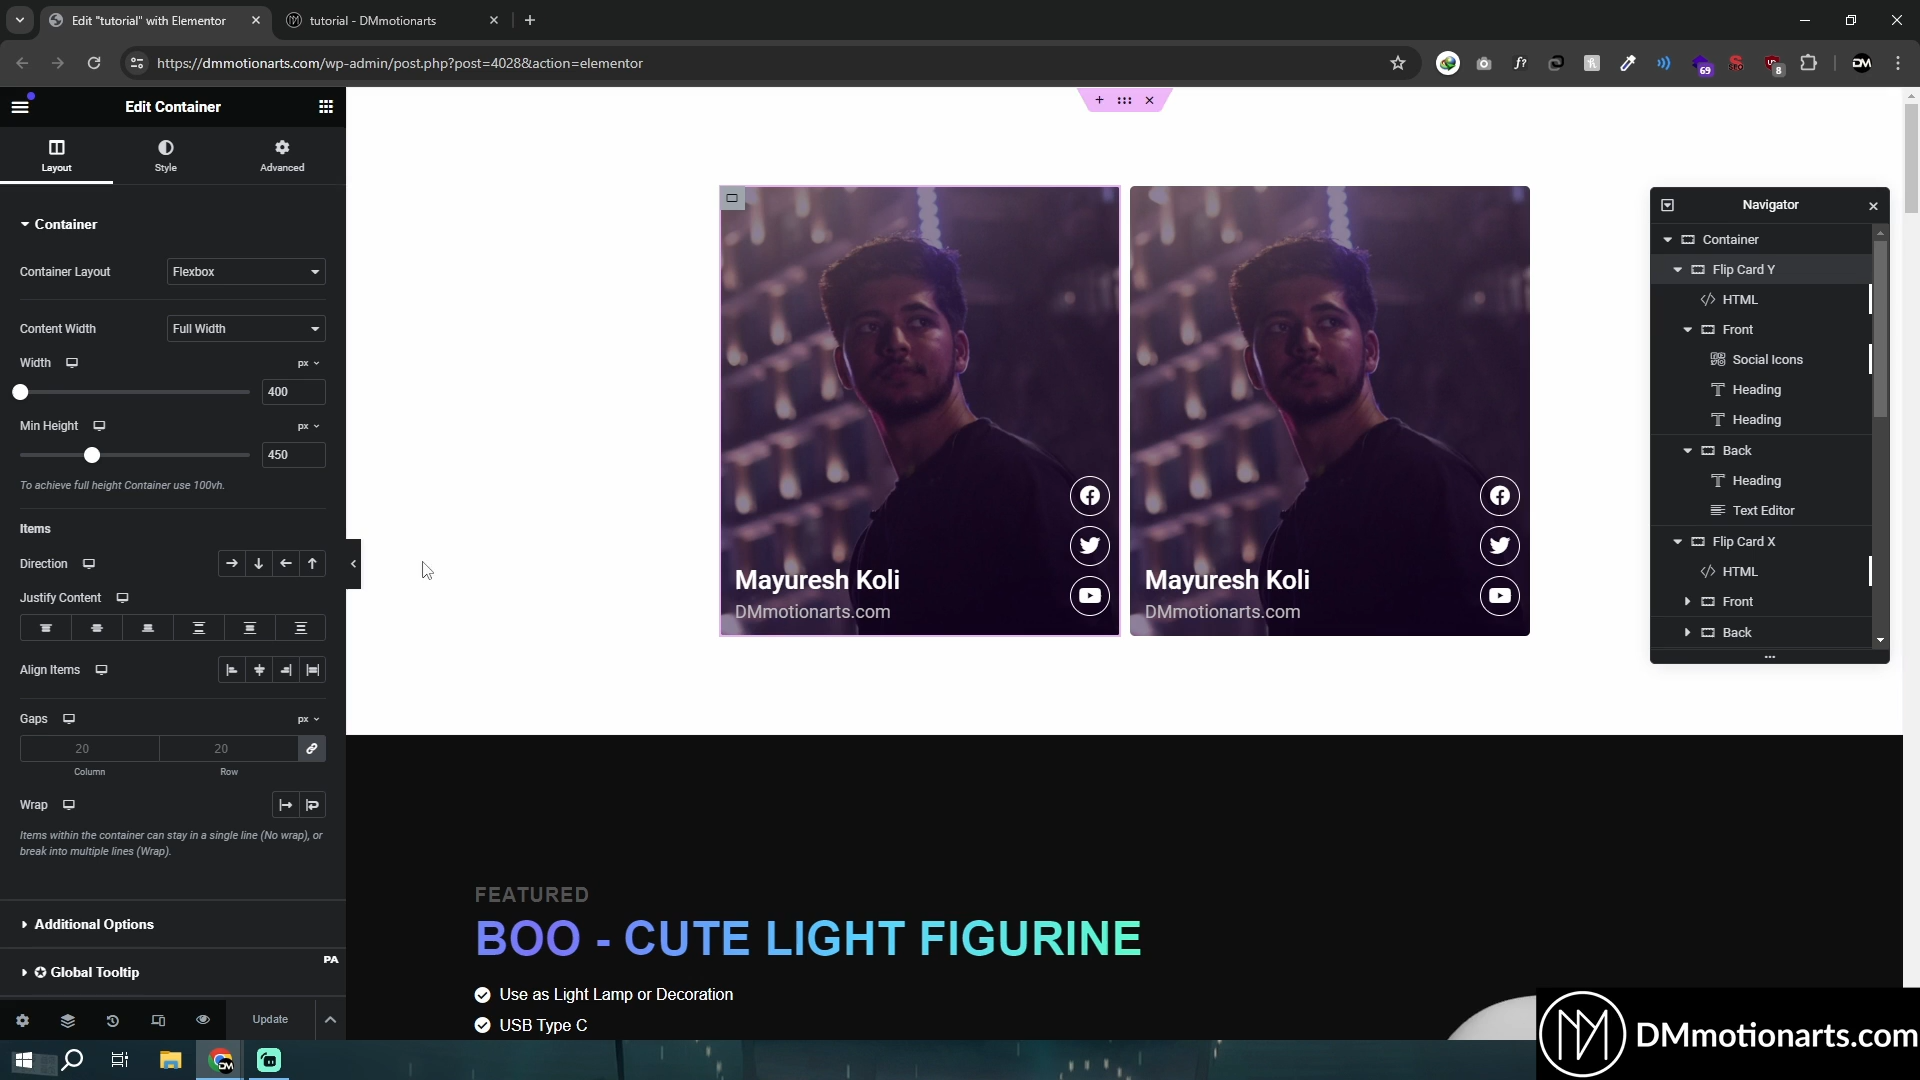 Edit "tutorial" with Elementor
tutorial - DMmotionarts
https://dmmotionarts.com/wp-admin/post.php?post=4028&action=elementor
f?
69
SEO
8
DM
Edit Container
Layout
Style
Advanced
Container
Container Layout
Flexbox
Content Width
Full Width
Width
px
400
Min Height
px
450
To achieve full height Container use 100vh.
Items
Direction
Justify Content
Align Items
Gaps
px
20
20
Column
Row
Wrap
Items within the container can stay in a single line (No wrap), or
break into multiple lines (Wrap).
Additional Options
Global Tooltip
PA
Update
Mayuresh Koli
DMmotionarts.com
Mayuresh Koli
DMmotionarts.com
Navigator
Container
Flip Card Y
HTML
Front
Social Icons
Heading
Heading
Back
Heading
Text Editor
Flip Card X
HTML
Front
Back
FEATURED
BOO - CUTE LIGHT FIGURINE
Use as Light Lamp or Decoration
USB Type C
DMmotionarts.com